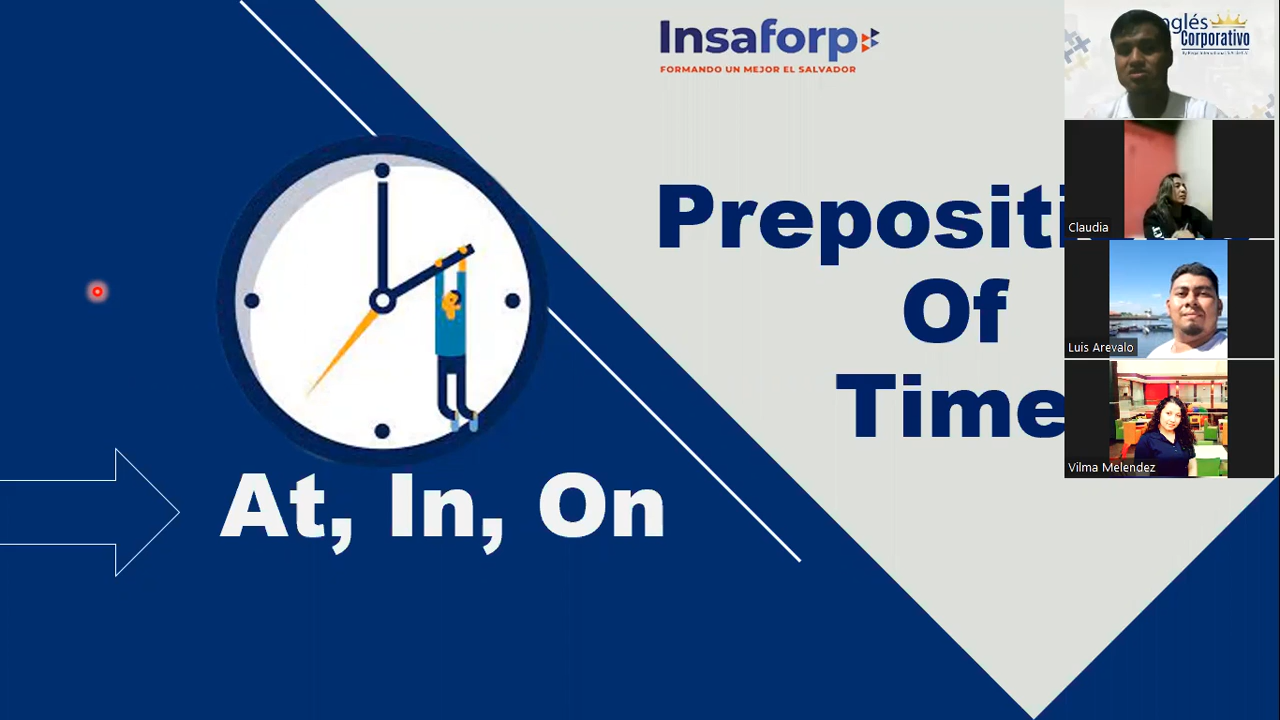 Insaforp
FORMANDO UN MEJOR EL SALVADOR
Inglés
Corporativo
Prepositi
Of
Time
At, In, On
Claudia
Luis Arevalo
Vilma Melendez